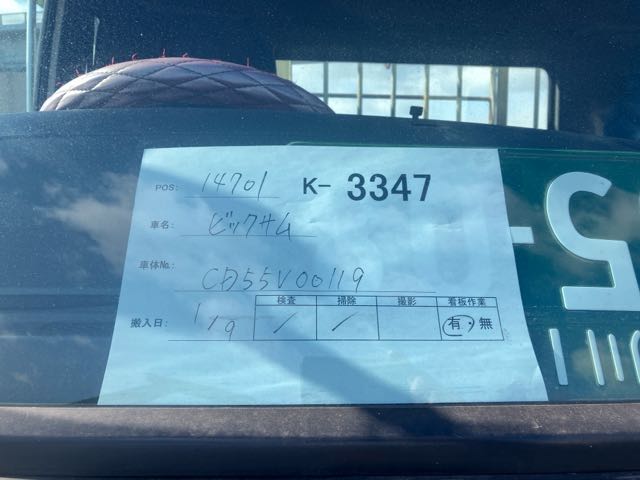 POS: 14701 K- 3347
車名: ビックサム
車体No.: CD55V00119
検査 掃除 撮影 看板作業
搬入日: 1/9 / / 有・無
-5